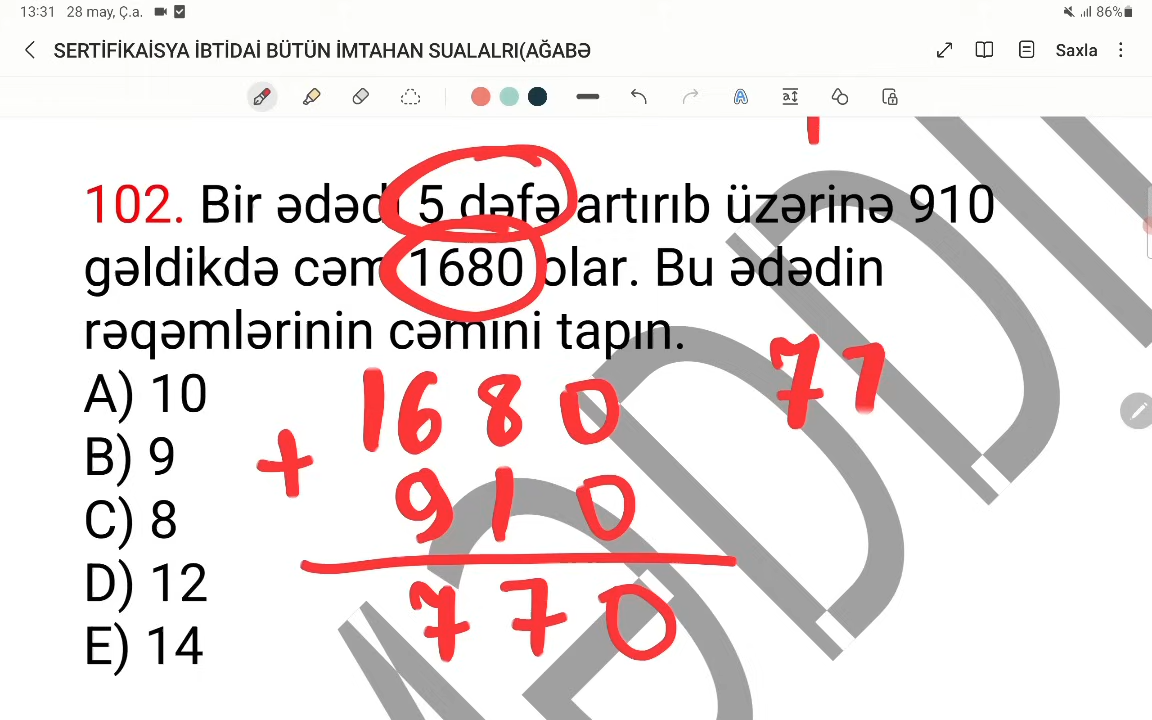 13:31 28 may, Ç.a. 86%
SERTİFİKAİSYA İBTİDAİ BÜTÜN İMTAHAN SUALALRI(AĞABƏ Saxla
102. Bir ədədi 5 dəfə artırıb üzərinə 910
gəldikdə cəm 1680 olar. Bu ədədin
rəqəmlərinin cəmini tapın.
A) 10
B) 9
C) 8
D) 12
E) 14
1680
+ 910
770
77